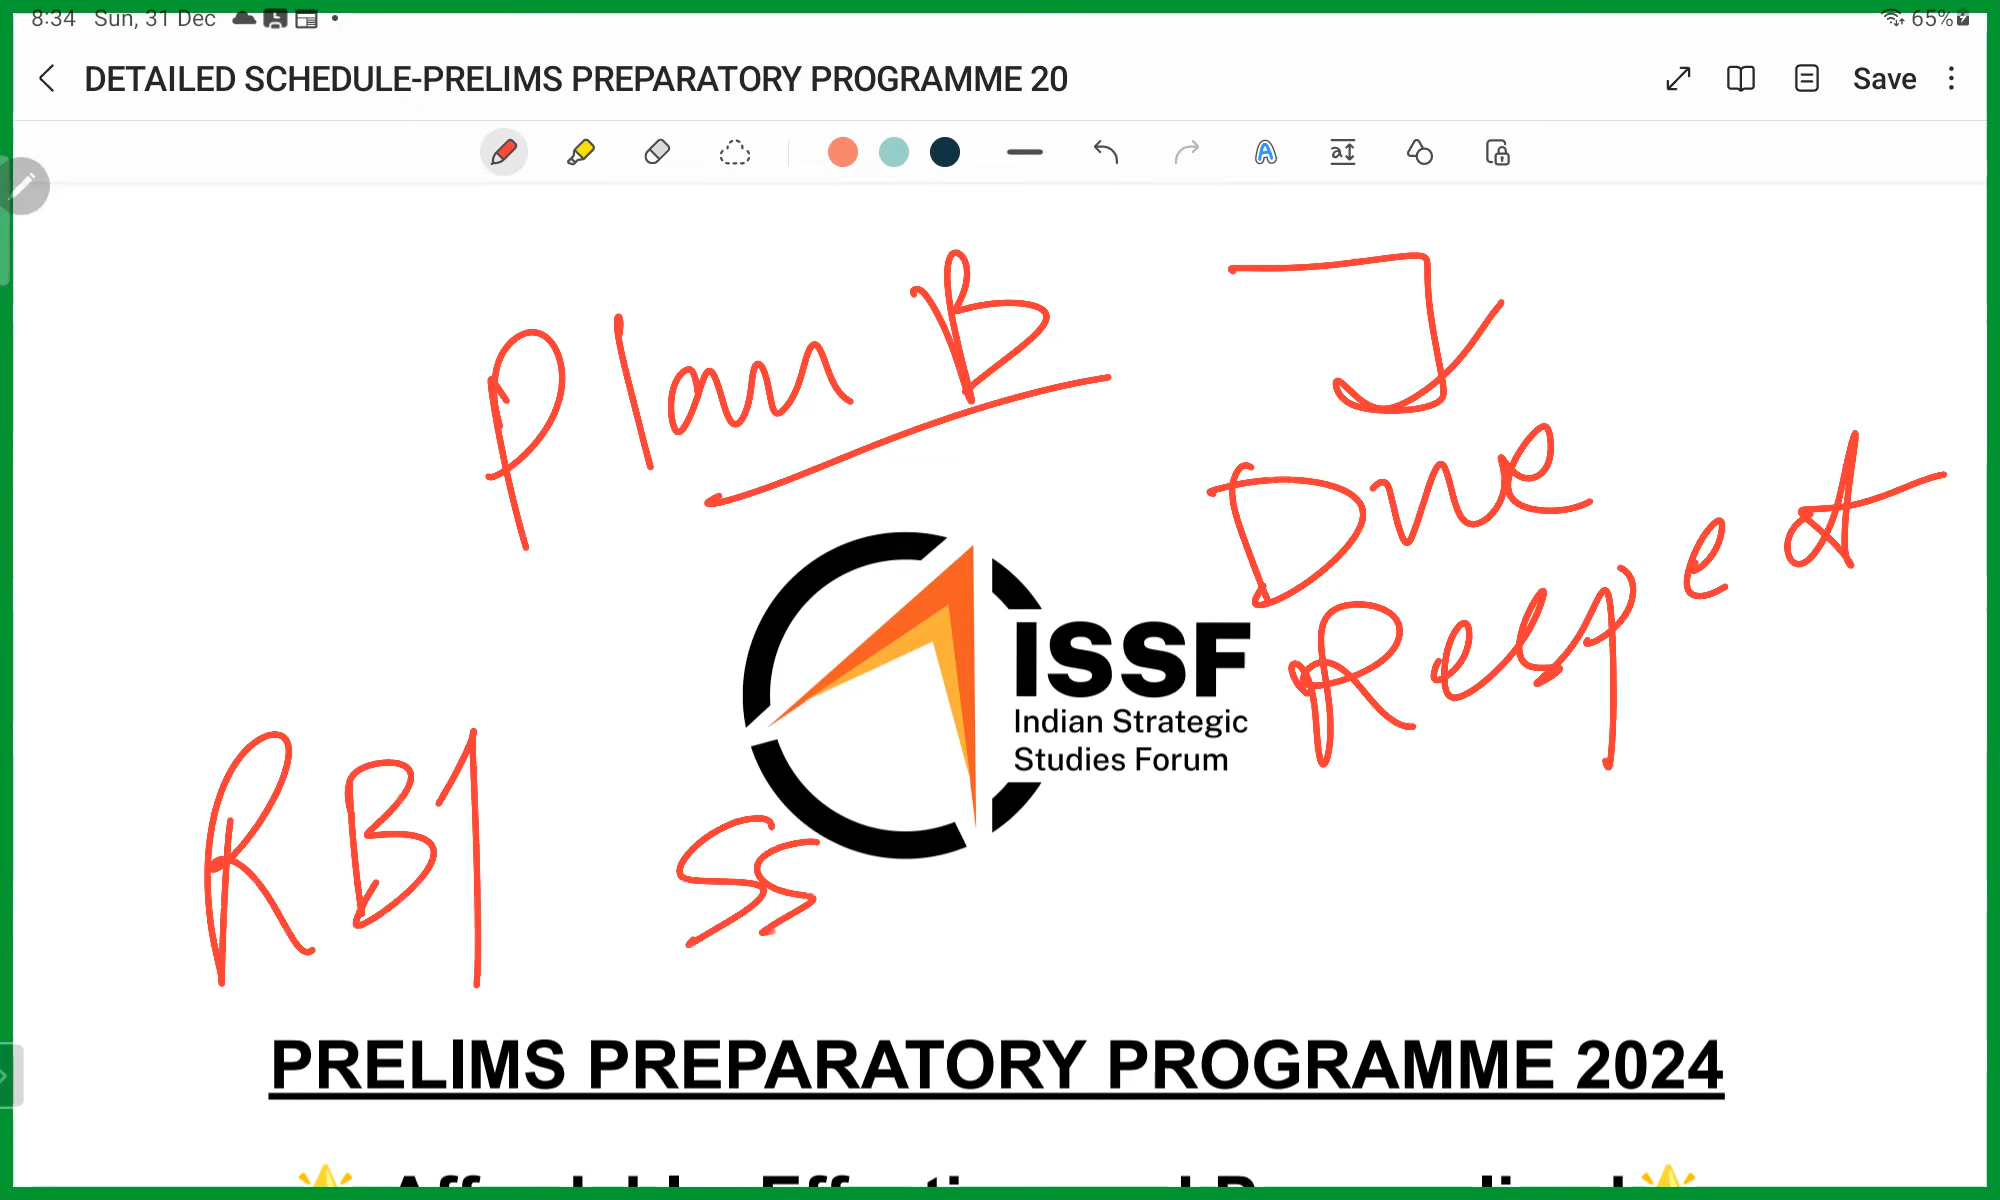 8:34 Sun, 31 Dec 65%
DETAILED SCHEDULE-PRELIMS PREPARATORY PROGRAMME 20 Save
Plan B
Due
Respect
ISSF
Indian Strategic
Studies Forum
RBI
SS
PRELIMS PREPARATORY PROGRAMME 2024